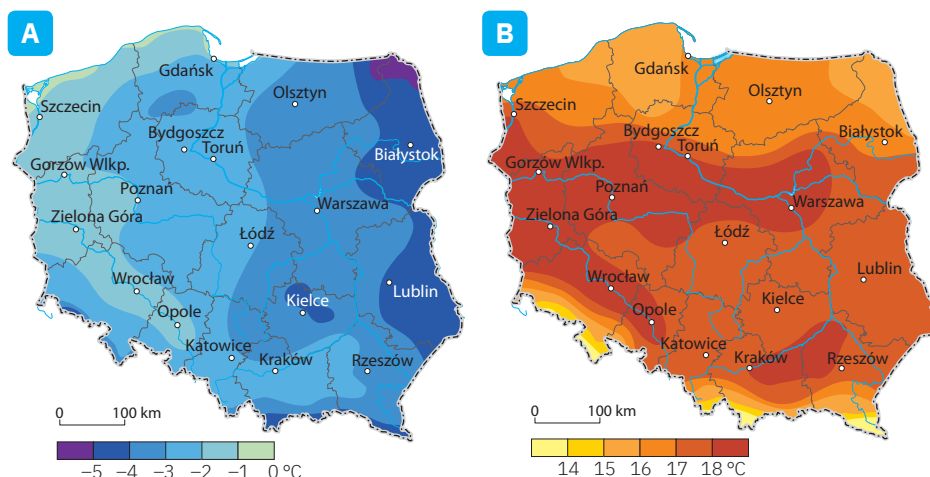 A
Gdańsk
Olsztyn
Szczecin
Bydgoszcz
Toruń
Białystok
Gorzów Wlkp.
Poznań
Warszawa
Zielona Góra
Łódź
Wrocław
Lublin
Kielce
Opole
Katowice
Kraków
Rzeszów
0 100 km
–5 –4 –3 –2 –1 0 °C
B
Gdańsk
Olsztyn
Szczecin
Bydgoszcz
Toruń
Białystok
Gorzów Wlkp.
Poznań
Warszawa
Zielona Góra
Łódź
Wrocław
Lublin
Kielce
Opole
Katowice
Kraków
Rzeszów
0 100 km
14 15 16 17 18 °C